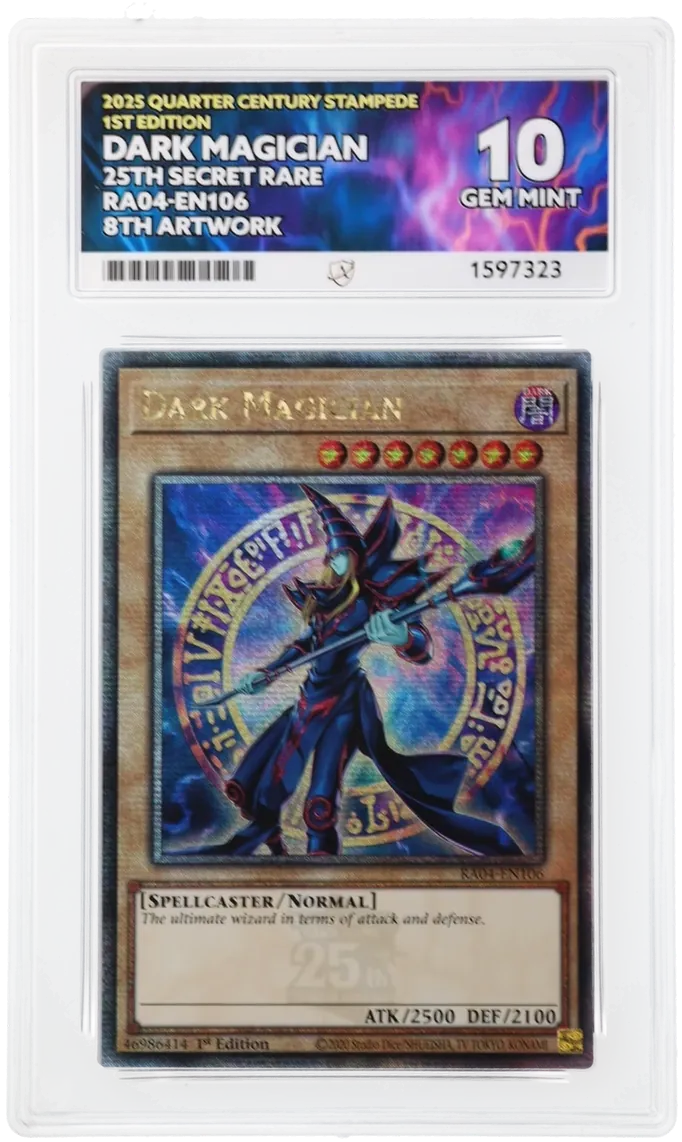 2025 QUARTER CENTURY STAMPEDE
1ST EDITION
DARK MAGICIAN
25TH SECRET RARE
RA04-EN106
8TH ARTWORK
10
GEM MINT
1597323
DARK MAGICIAN
DARK
闇
RA04-EN106
[SPELLCASTER/NORMAL]
The ultimate wizard in terms of attack and defense.
25th
ATK/2500 DEF/2100
46986414 1st Edition ©2020 Studio Dice/SHUEISHA, TV TOKYO, KONAMI